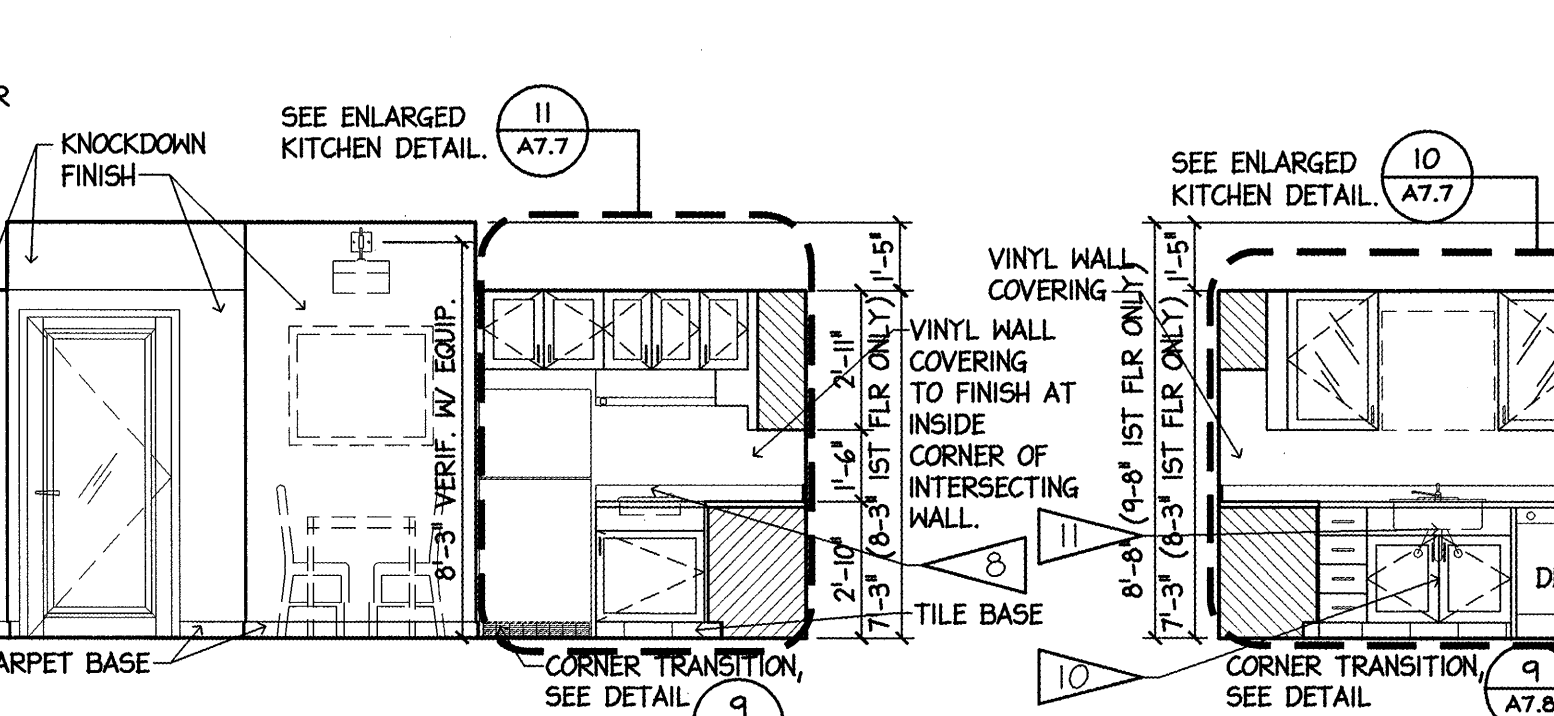 R
KNOCKDOWN
FINISH
SEE ENLARGED
KITCHEN DETAIL.
11
A7.7
SEE ENLARGED
KITCHEN DETAIL.
10
A7.7
8'-3" VERIF. W/ EQUIP.
1'-5"
2'-11"
1'-6"
2'-10"
7'-3" (8-3" 1ST FLR ONLY)
VINYL WALL
COVERING
TO FINISH AT
INSIDE
CORNER OF
INTERSECTING
WALL.
8
TILE BASE
VINYL WALL
COVERING
8'-8" (9-8" 1ST FLR ONLY)
1'-5"
7'-3" (8-3" 1ST FLR ONLY)
11
10
ARPET BASE
CORNER TRANSITION,
SEE DETAIL
9
CORNER TRANSITION,
SEE DETAIL
9
A7.8
D